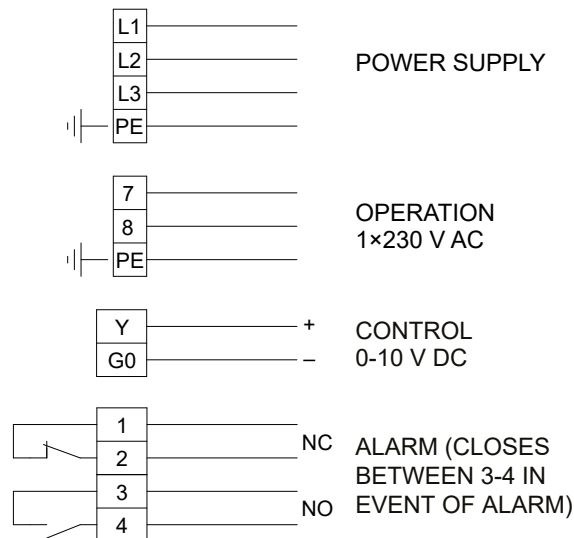 L1
L2
L3
PE
POWER SUPPLY
7
8
PE
OPERATION
1×230 V AC
Y
G0
+
–
CONTROL
0-10 V DC
1
2
3
4
NC
NO
ALARM (CLOSES
BETWEEN 3-4 IN
EVENT OF ALARM)